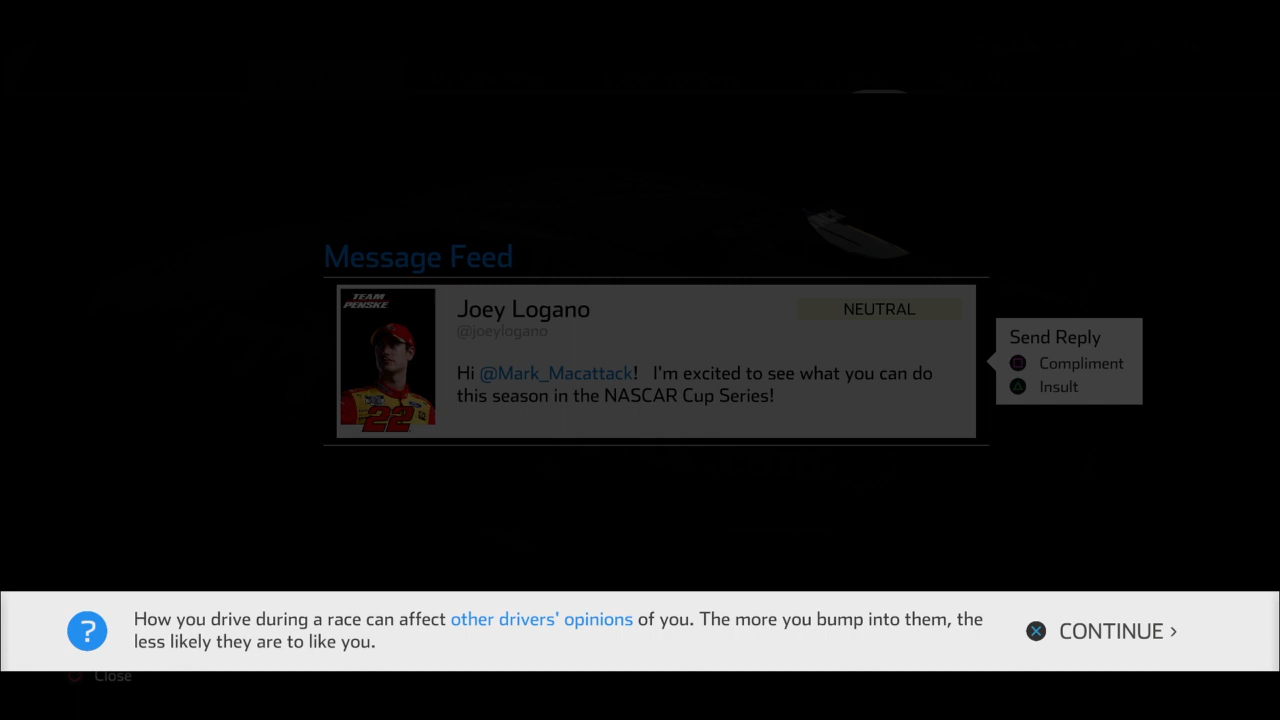 Message Feed
TEAM
PENSKE
Joey Logano
NEUTRAL
@joeylogano
Hi @Mark_Macattack! I'm excited to see what you can do
this season in the NASCAR Cup Series!
22
Send Reply
Compliment
Insult
How you drive during a race can affect other drivers' opinions of you. The more you bump into them, the
less likely they are to like you.
CONTINUE >
Close